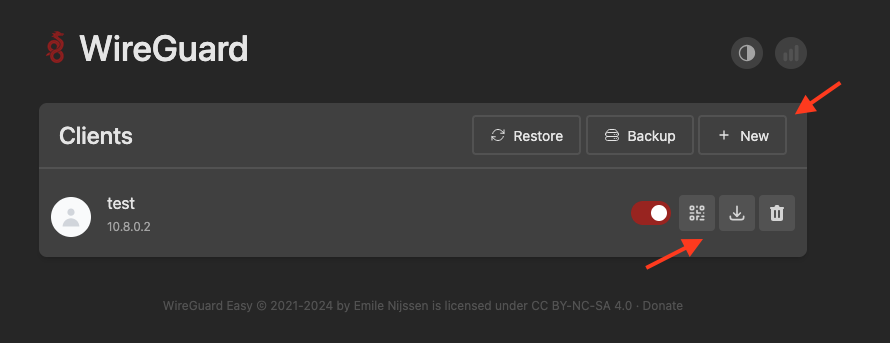 WireGuard
Clients
Restore
Backup
New
test
10.8.0.2
WireGuard Easy © 2021-2024 by Emile Nijssen is licensed under CC BY-NC-SA 4.0 · Donate